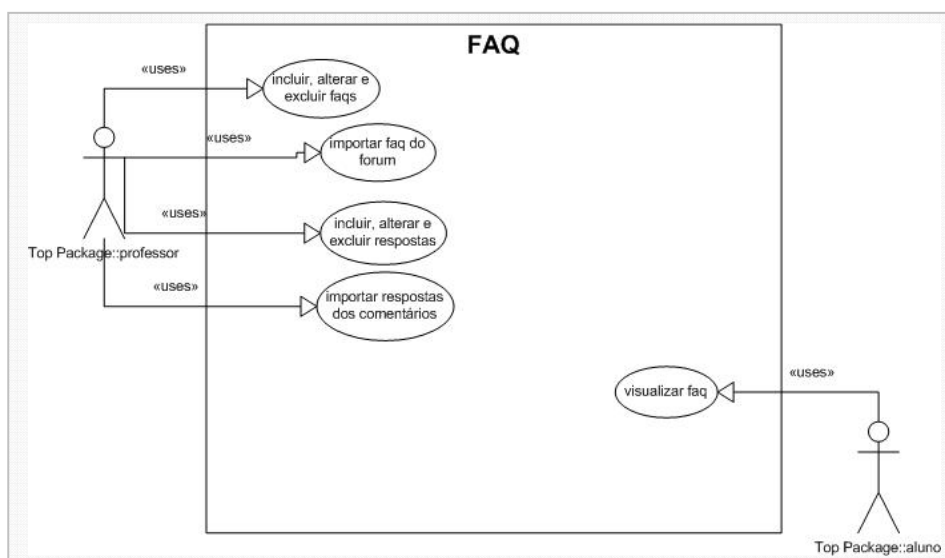 FAQ
«uses»
incluir, alterar e
excluir faqs
«uses»
importar faq do
forum
«uses»
incluir, alterar e
excluir respostas
Top Package::professor
«uses»
importar respostas
dos comentários
«uses»
visualizar faq
Top Package::aluno